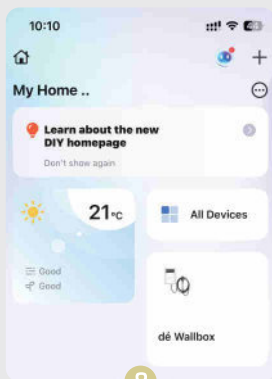 10:10
44
My Home ..
Learn about the new
DIY homepage
Don't show again
21°c
All Devices
Good
Good
dé Wallbox